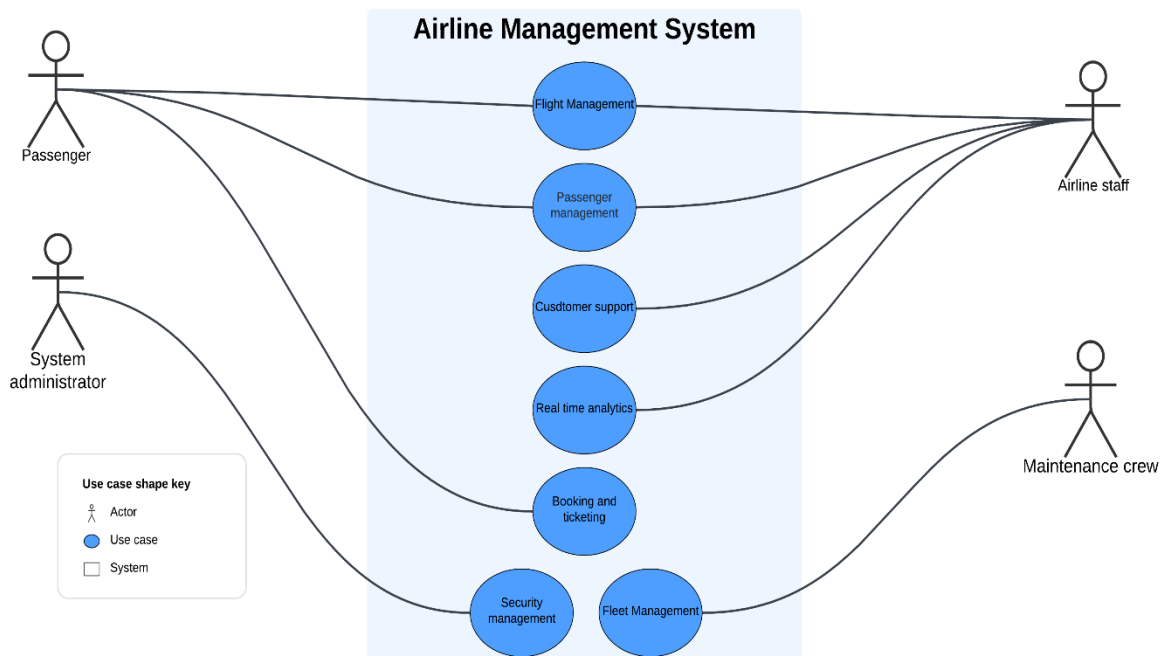 Airline Management System
Passenger
Flight Management
Airline staff
Passenger
management
System
administrator
Cusdtomer support
Real time analytics
Maintenance crew
Use case shape key
Actor
Use case
System
Booking and
ticketing
Security
management
Fleet Management